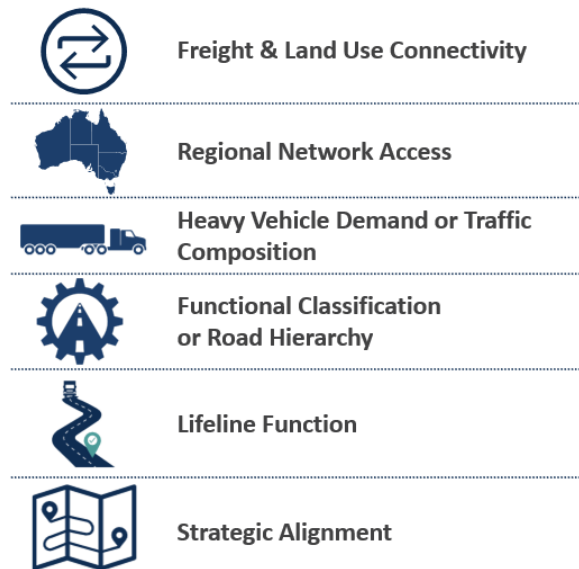 Freight & Land Use Connectivity
Regional Network Access
Heavy Vehicle Demand or Traffic
Composition
Functional Classification
or Road Hierarchy
Lifeline Function
Strategic Alignment